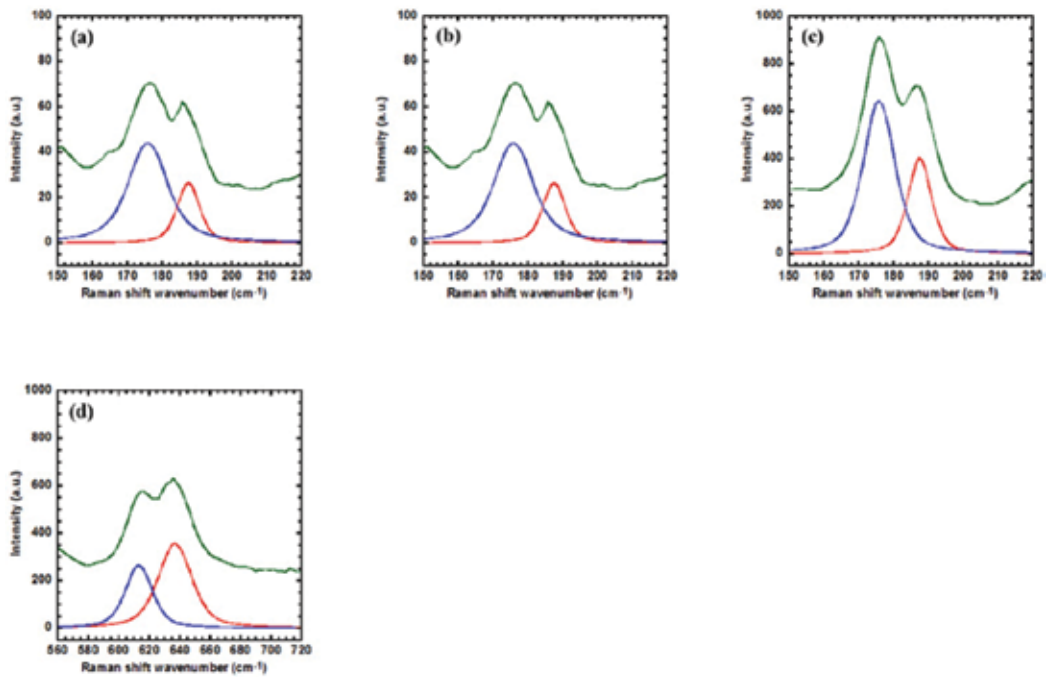 (a)
Intensity (a.u.)
100
80
60
40
20
0
150 160 170 180 190 200 210 220
Raman shift wavenumber (cm-1)
(b)
Intensity (a.u.)
100
80
60
40
20
0
150 160 170 180 190 200 210 220
Raman shift wavenumber (cm-1)
(c)
Intensity (a.u.)
1000
800
600
400
200
0
150 160 170 180 190 200 210 220
Raman shift wavenumber (cm-1)
(d)
Intensity (a.u.)
1000
800
600
400
200
0
560 580 600 620 640 660 680 700 720
Raman shift wavenumber (cm-1)